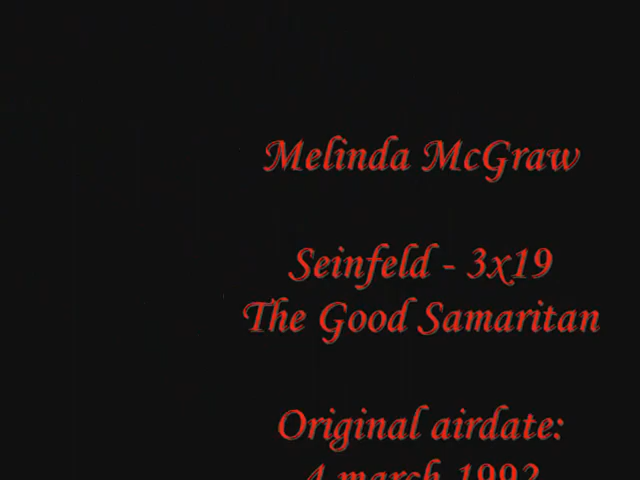 Melinda McGraw
Seinfeld - 3x19
The Good Samaritan
Original airdate:
4 march 1992